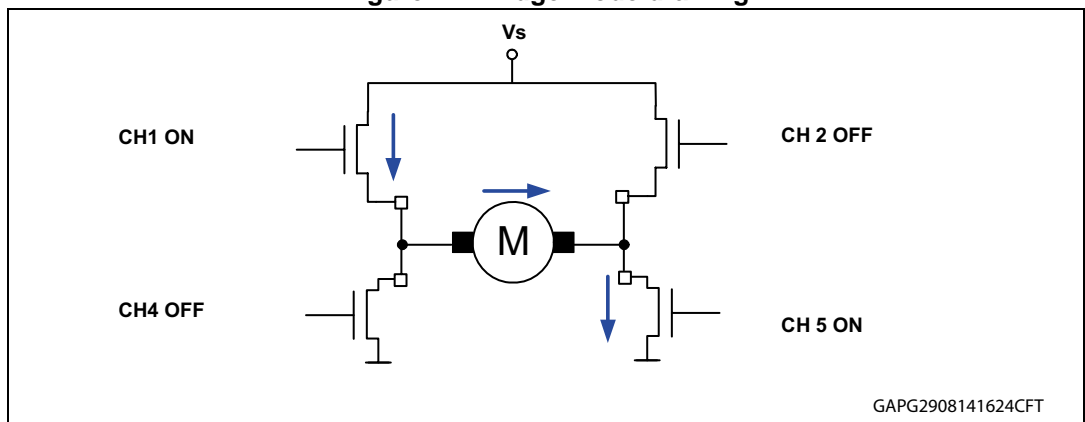 Vs
CH1 ON
CH 2 OFF
M
CH4 OFF
CH 5 ON
GAPG2908141624CFT